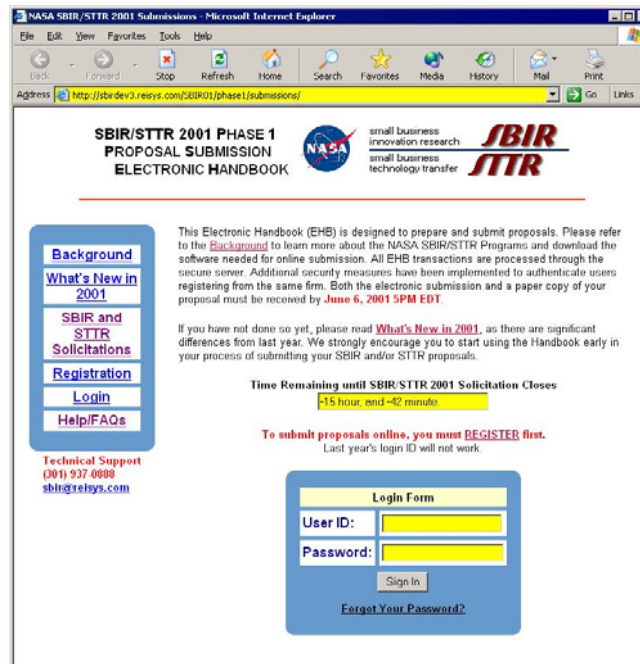 NASA SBIR/STTR 2001 Submissions - Microsoft Internet Explorer
File Edit View Favorites Tools Help
Back Forward Stop Refresh Home Search Favorites Media History Mail Print
Address http://sbirdev3.reisys.com/SBIR01/phase1/submissions/ Go Links
SBIR/STTR 2001 PHASE 1
PROPOSAL SUBMISSION
ELECTRONIC HANDBOOK
NASA
small business
innovation research
SBIR
small business
technology transfer
STTR
Background
What's New in
2001
SBIR and
STTR
Solicitations
Registration
Login
Help/FAQs
Technical Support
(301) 937-0888
sbir@reisys.com
This Electronic Handbook (EHB) is designed to prepare and submit proposals. Please refer
to the Background to learn more about the NASA SBIR/STTR Programs and download the
software needed for online submission. All EHB transactions are processed through the
secure server. Additional security measures have been implemented to authenticate users
registering from the same firm. Both the electronic submission and a paper copy of your
proposal must be received by June 6, 2001 5PM EDT.
If you have not done so yet, please read What's New in 2001, as there are significant
differences from last year. We strongly encourage you to start using the Handbook early in
your process of submitting your SBIR and/or STTR proposals.
Time Remaining until SBIR/STTR 2001 Solicitation Closes
-15 hour, and -42 minute.
To submit proposals online, you must REGISTER first.
Last year's login ID will not work.
Login Form
User ID:
Password:
Sign In
Forgot Your Password?